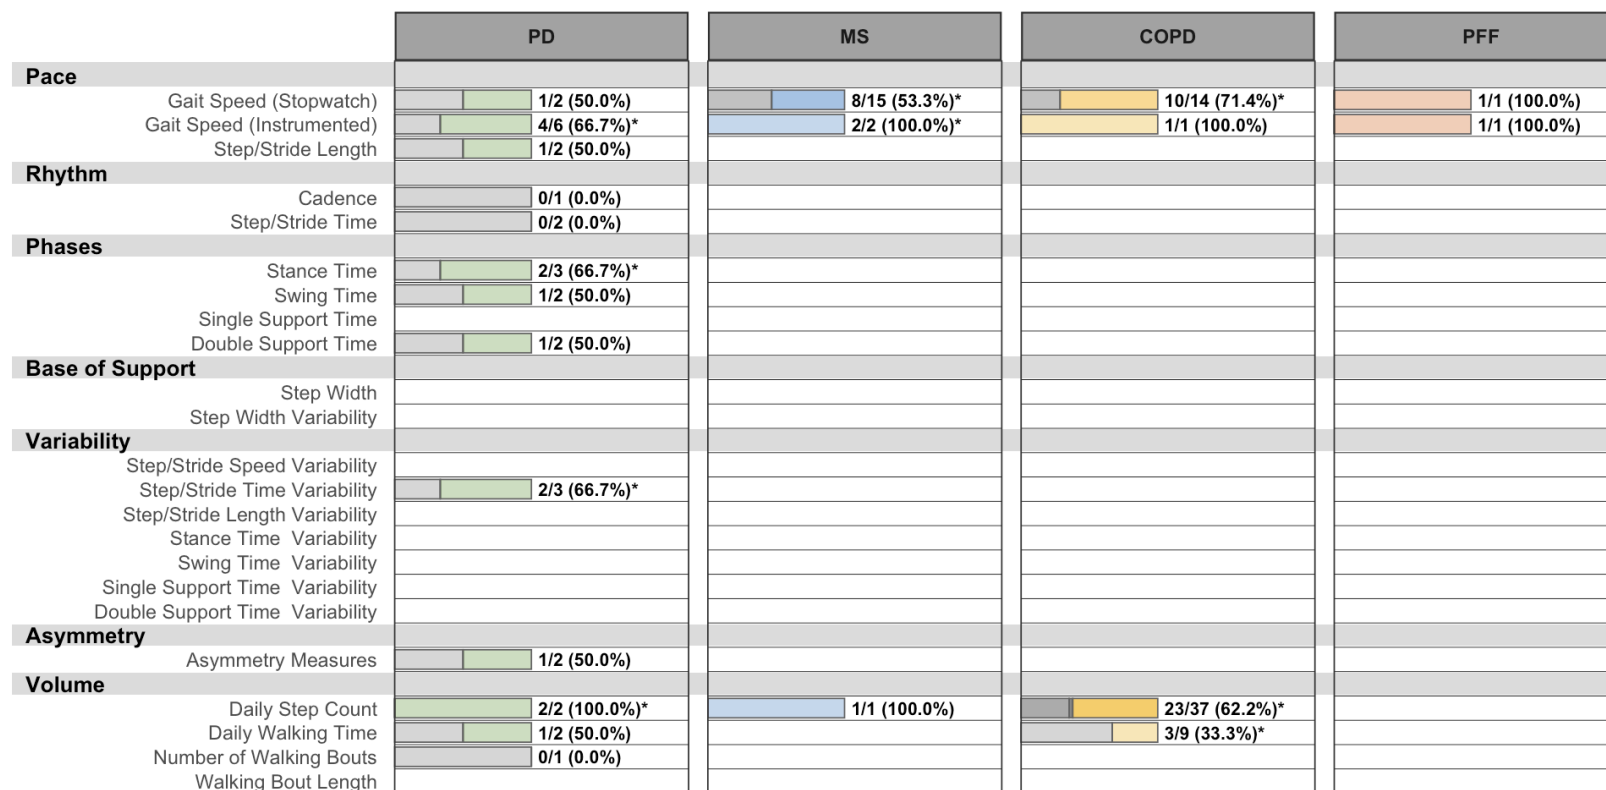 PD MS COPD PFF
Pace
Gait Speed (Stopwatch) 1/2 (50.0%) 8/15 (53.3%)* 10/14 (71.4%)* 1/1 (100.0%)
Gait Speed (Instrumented) 4/6 (66.7%)* 2/2 (100.0%)* 1/1 (100.0%) 1/1 (100.0%)
Step/Stride Length 1/2 (50.0%)
Rhythm
Cadence 0/1 (0.0%)
Step/Stride Time 0/2 (0.0%)
Phases
Stance Time 2/3 (66.7%)*
Swing Time 1/2 (50.0%)
Single Support Time
Double Support Time 1/2 (50.0%)
Base of Support
Step Width
Step Width Variability
Variability
Step/Stride Speed Variability
Step/Stride Time Variability 2/3 (66.7%)*
Step/Stride Length Variability
Stance Time Variability
Swing Time Variability
Single Support Time Variability
Double Support Time Variability
Asymmetry
Asymmetry Measures 1/2 (50.0%)
Volume
Daily Step Count 2/2 (100.0%)* 1/1 (100.0%) 23/37 (62.2%)*
Daily Walking Time 1/2 (50.0%) 3/9 (33.3%)*
Number of Walking Bouts 0/1 (0.0%)
Walking Bout Length